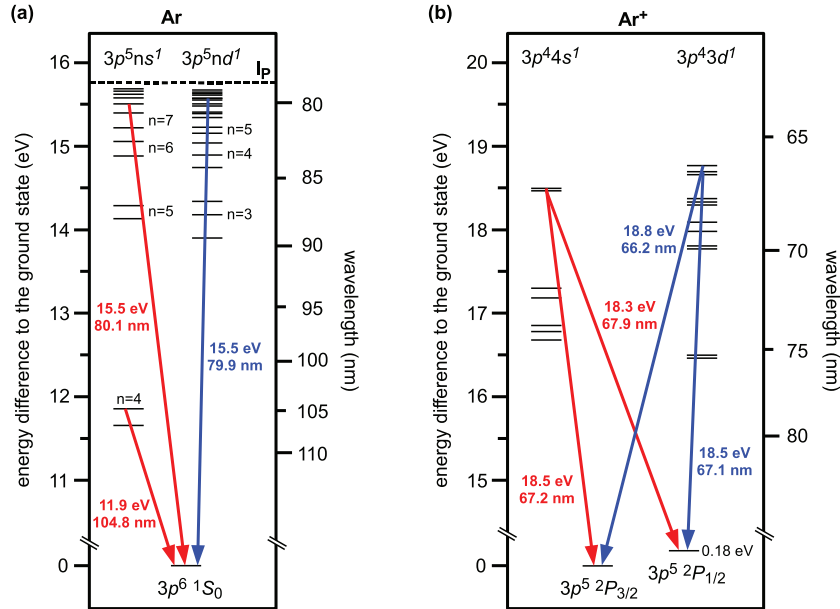 (a)
Ar
3p⁵ns¹ 3p⁵nd¹
I_P
energy difference to the ground state (eV)
16
15
14
13
12
11
0
n=7
n=6
n=5
n=4
n=5
n=4
n=3
15.5 eV
80.1 nm
15.5 eV
79.9 nm
11.9 eV
104.8 nm
3p⁶ ¹S₀
80
85
90
95
100
105
110
wavelength (nm)
(b)
Ar⁺
3p⁴4s¹ 3p⁴3d¹
energy difference to the ground state (eV)
20
19
18
17
16
15
0
18.8 eV
66.2 nm
18.3 eV
67.9 nm
18.5 eV
67.2 nm
18.5 eV
67.1 nm
0.18 eV
3p⁵ ²P₃/₂
3p⁵ ²P₁/₂
65
70
75
80
wavelength (nm)